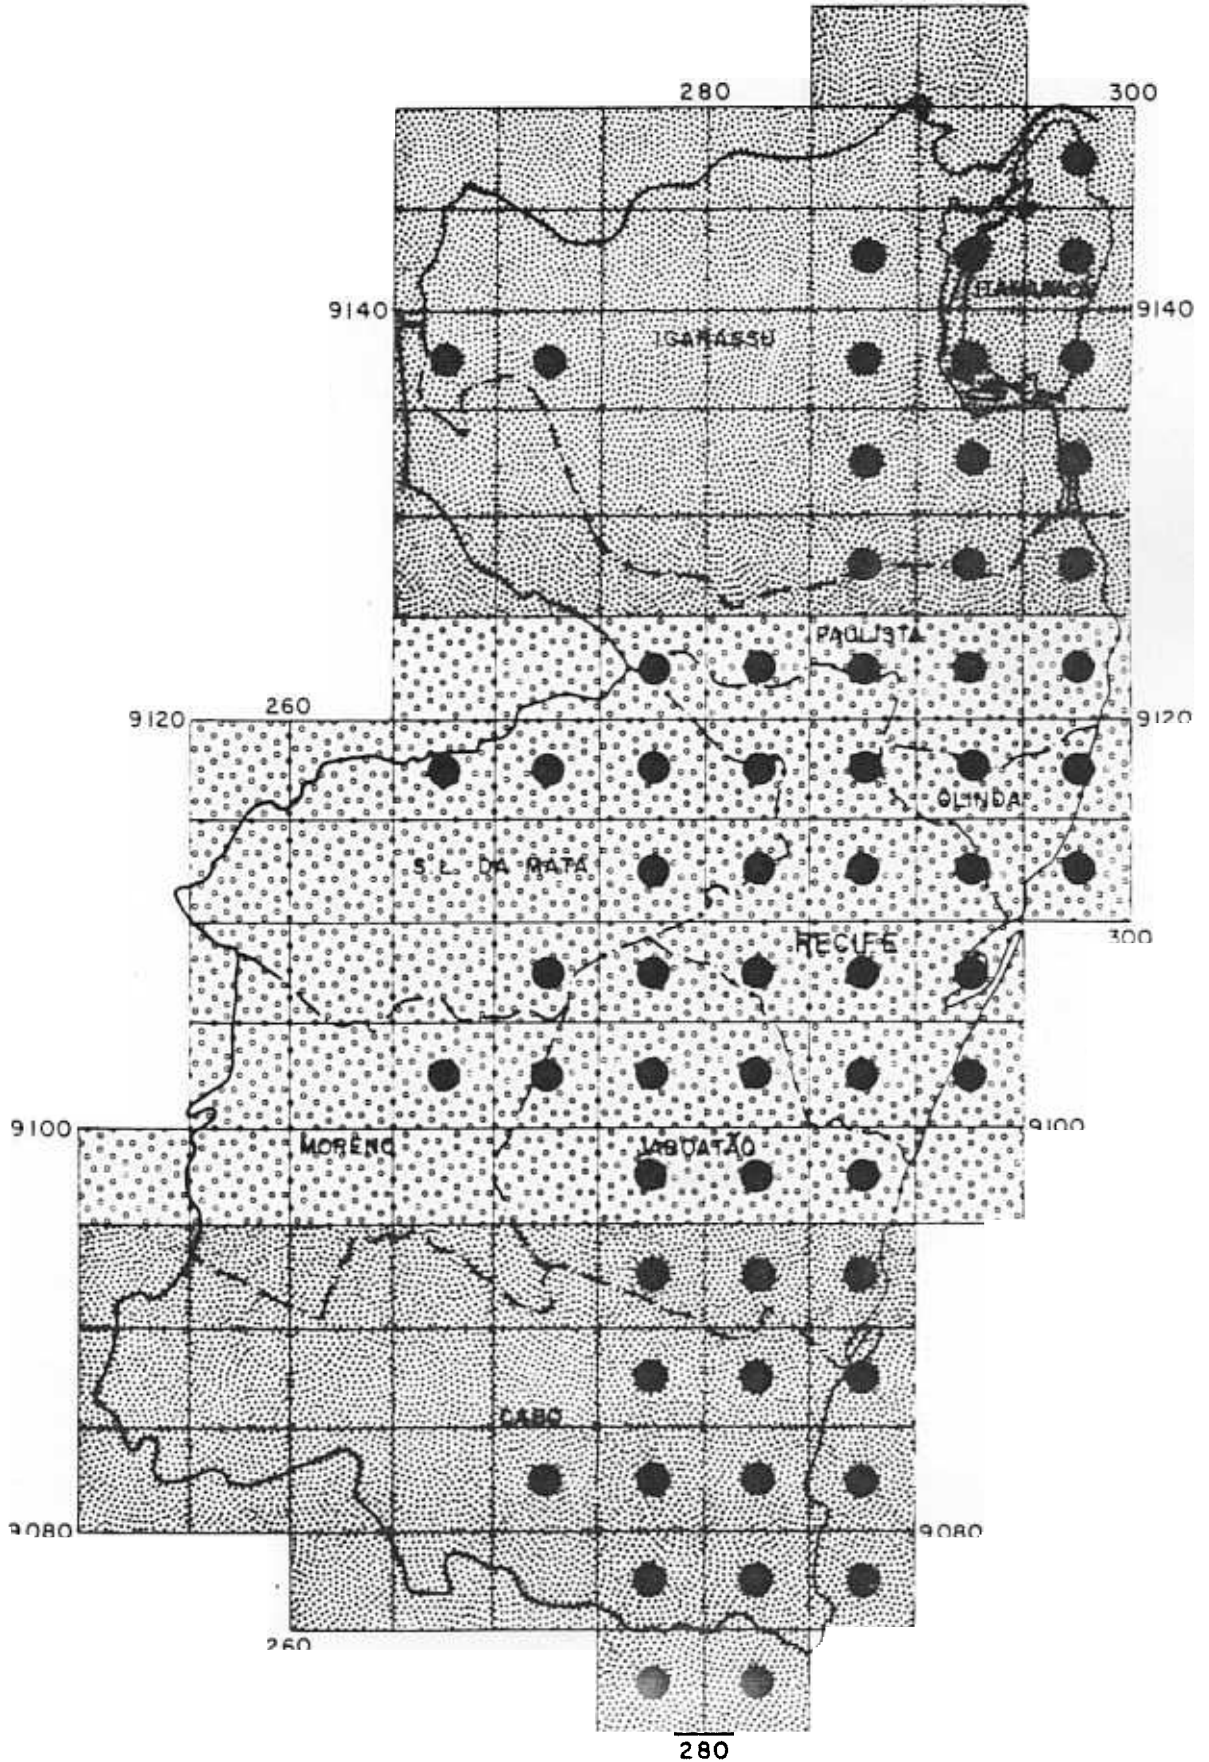 280 300
9140 9140
ITAMARACA
IGARASSU
PAULISTA
260
9120 9120
OLINDA
S. L. DA MATA
RECIFE
300
9100 9100
MORENO JABOATÃO
CABO
9080 9080
260
280